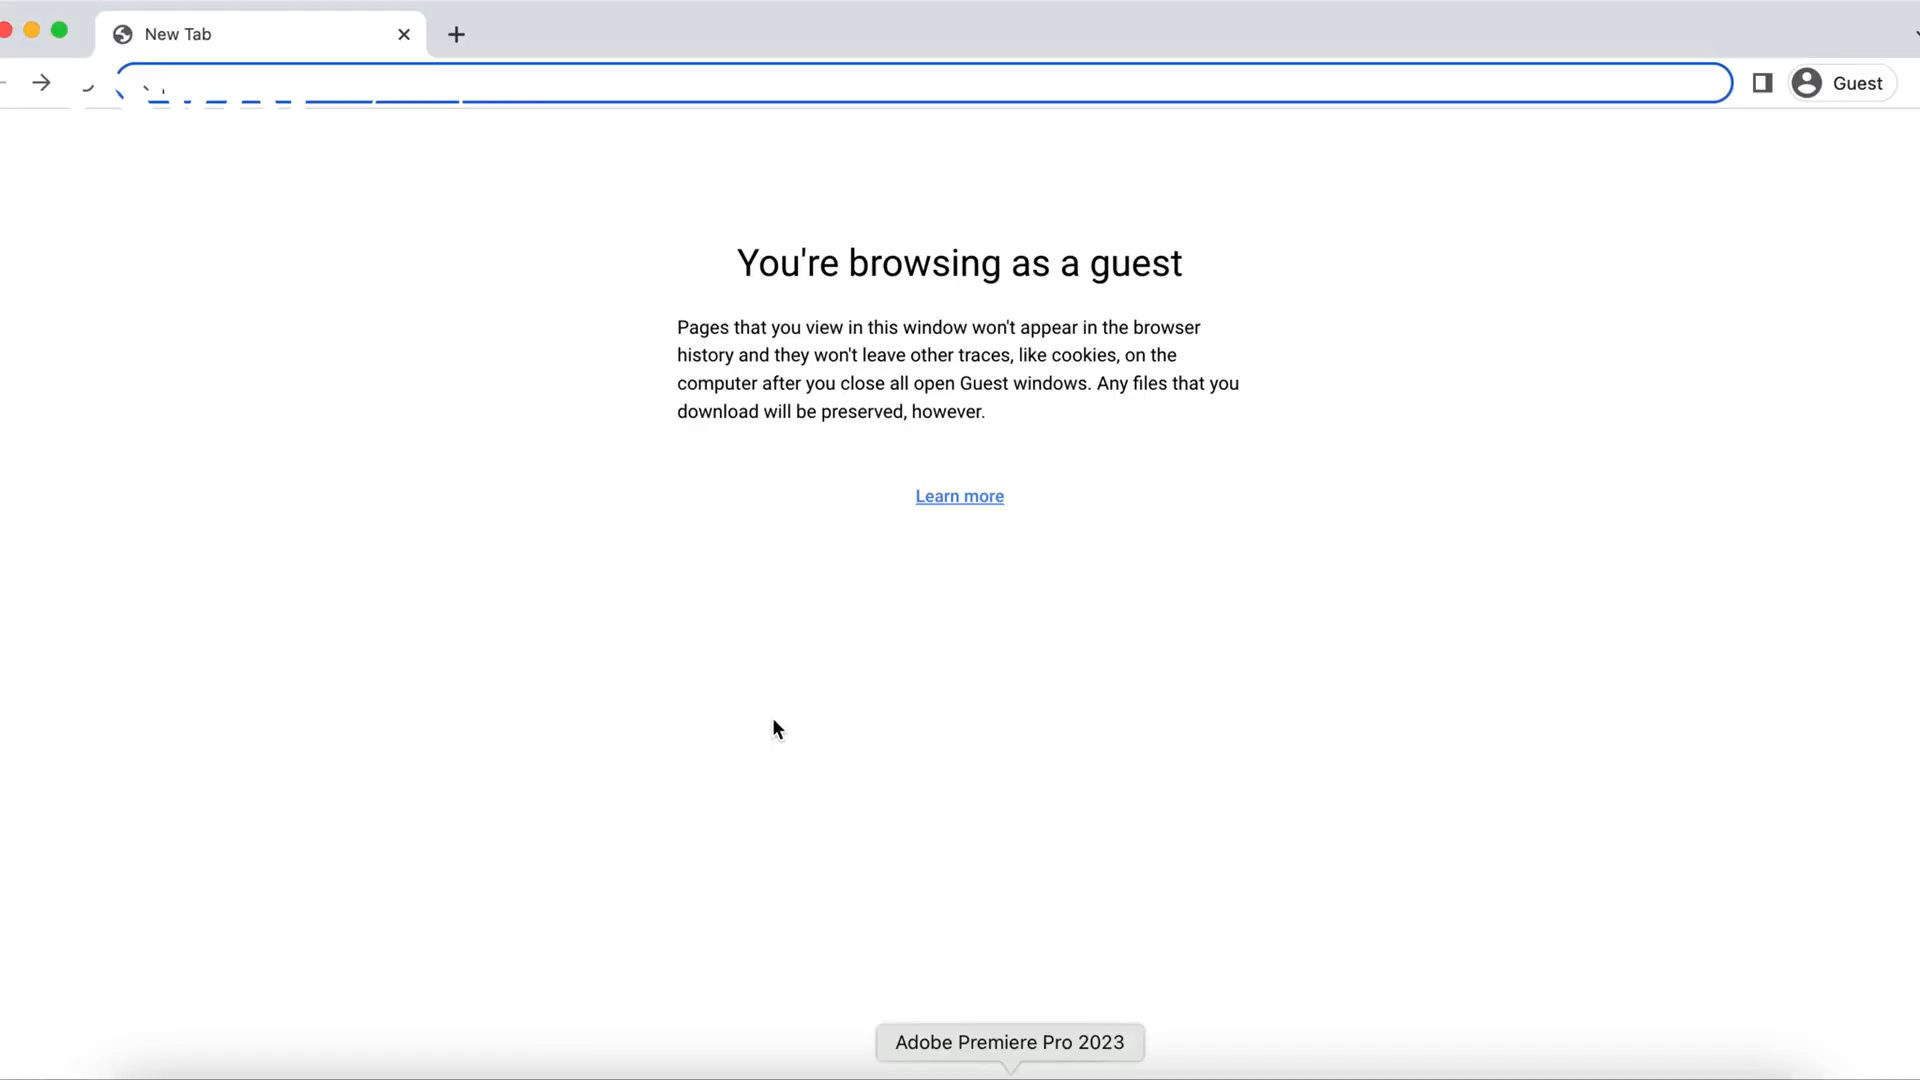 New Tab
Guest
You're browsing as a guest
Pages that you view in this window won't appear in the browser
history and they won't leave other traces, like cookies, on the
computer after you close all open Guest windows. Any files that you
download will be preserved, however.
Learn more
Adobe Premiere Pro 2023